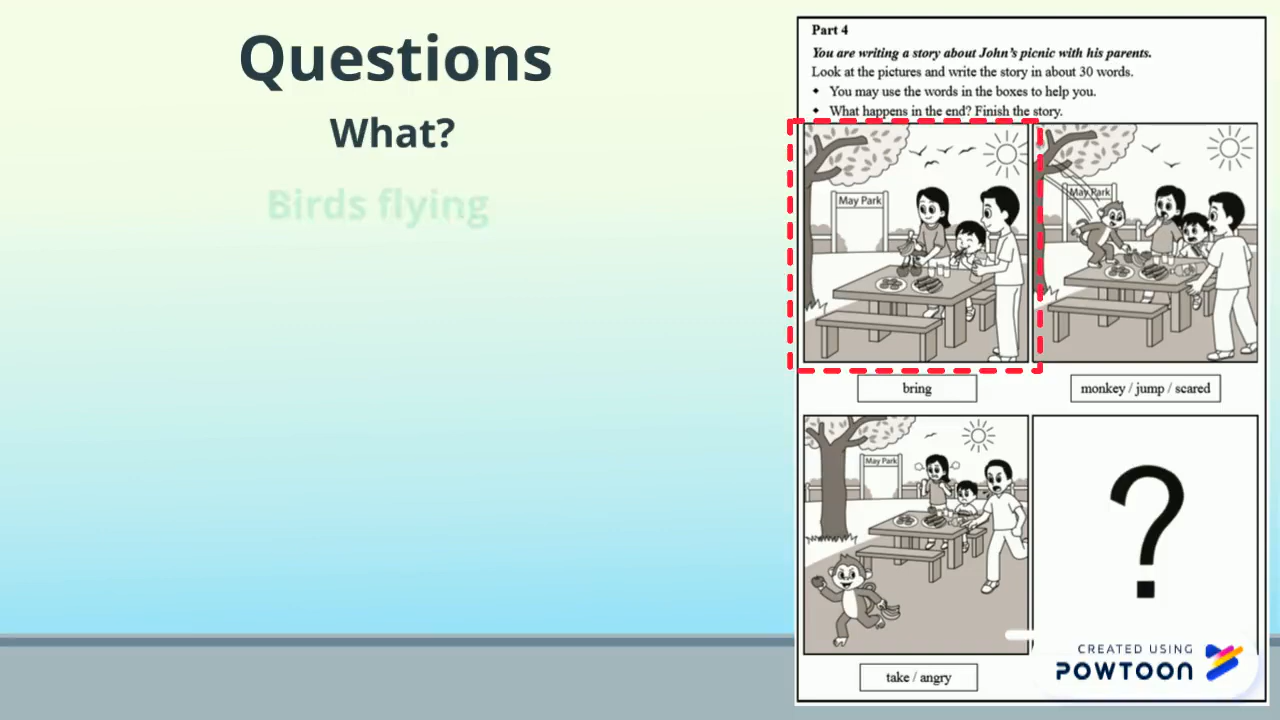 Questions
What?
Birds flying
Part 4
You are writing a story about John's picnic with his parents.
Look at the pictures and write the story in about 30 words.
• You may use the words in the boxes to help you.
• What happens in the end? Finish the story.
May Park
May Park
bring
monkey / jump / scared
May Park
?
take / angry
CREATED USING
POWTOON